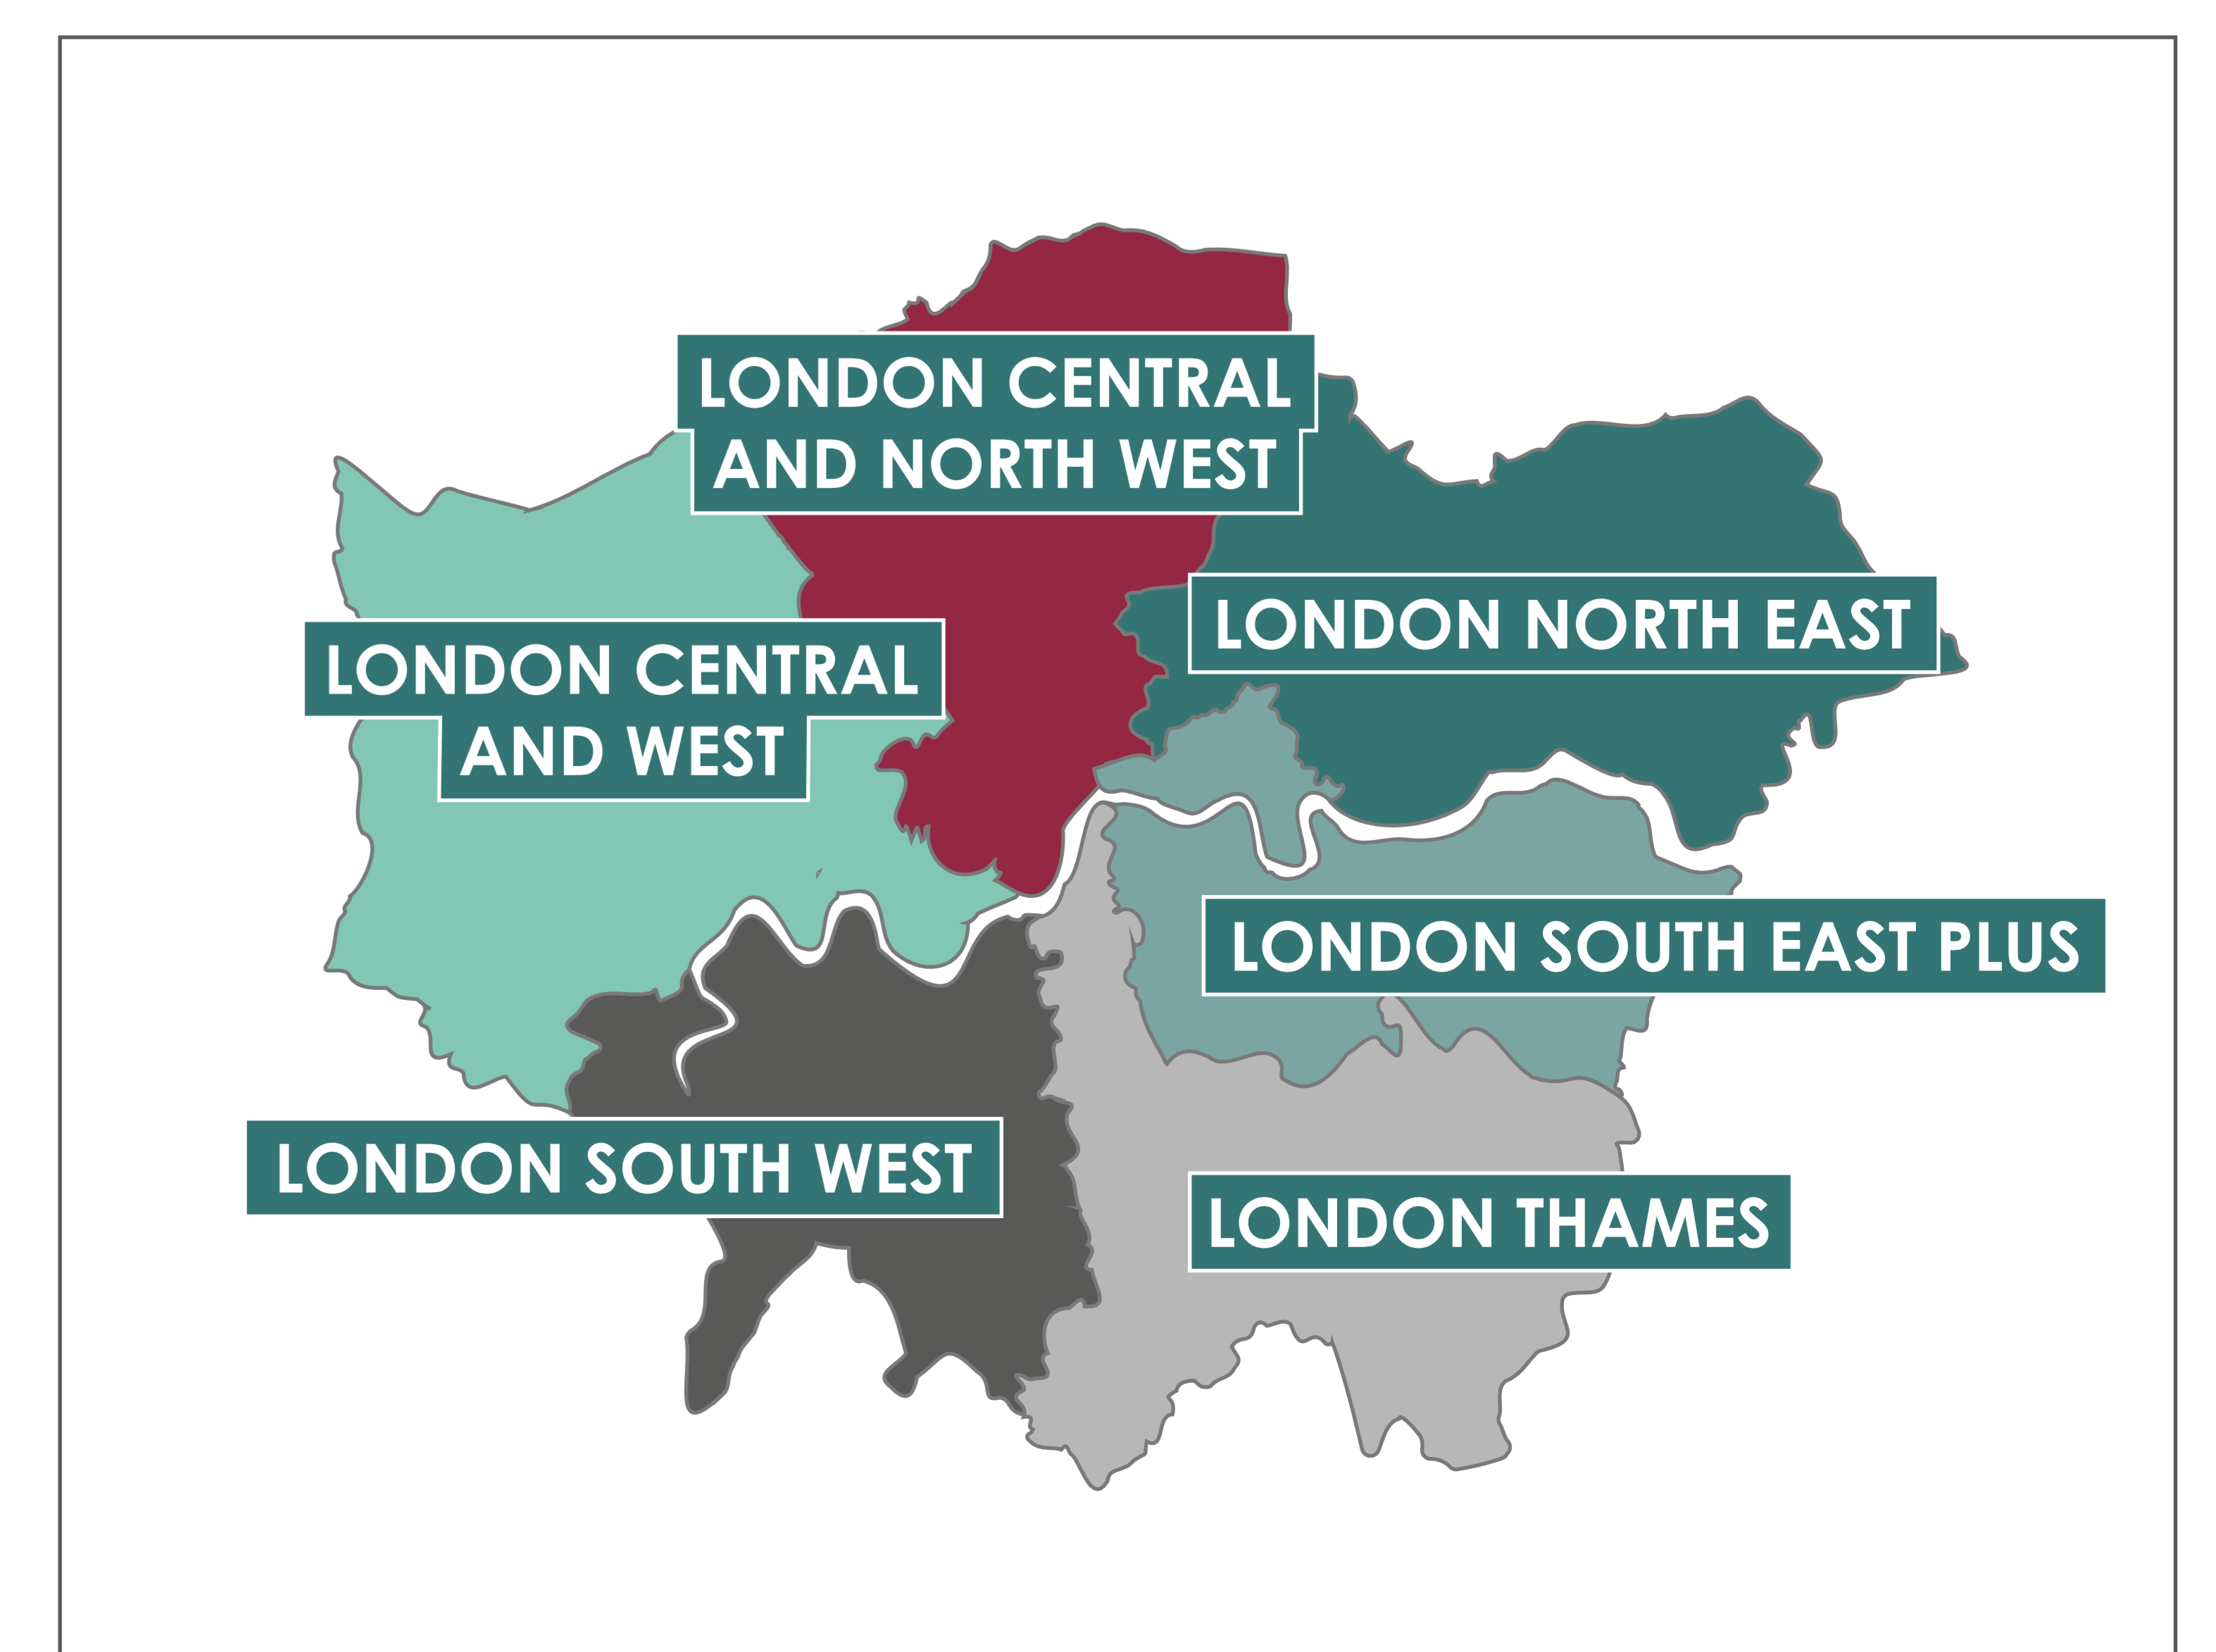 LONDON CENTRAL
AND NORTH WEST
LONDON NORTH EAST
LONDON CENTRAL
AND WEST
LONDON SOUTH EAST PLUS
LONDON SOUTH WEST
LONDON THAMES